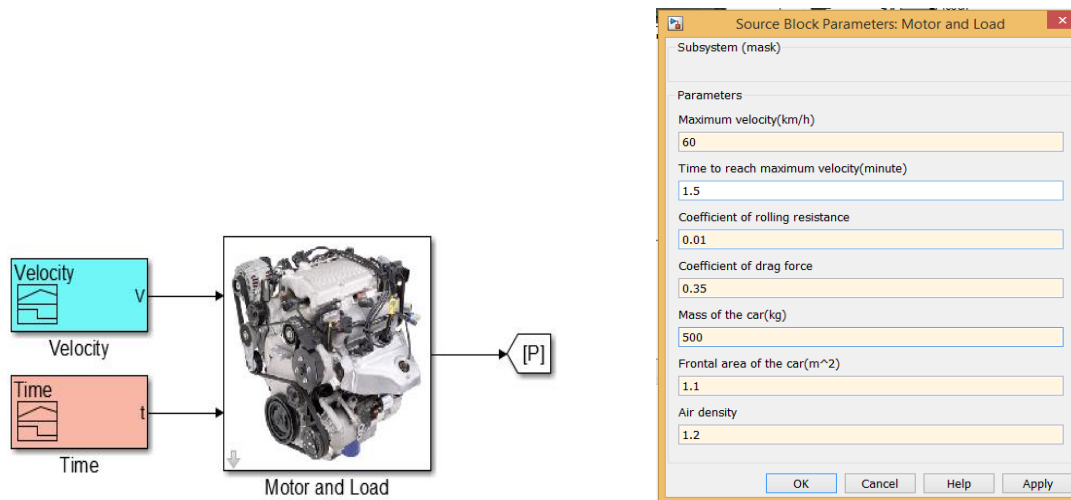 Velocity
V
Velocity
Time
t
Time
Motor and Load
[P]
Source Block Parameters: Motor and Load
Subsystem (mask)
Parameters
Maximum velocity(km/h)
60
Time to reach maximum velocity(minute)
1.5
Coefficient of rolling resistance
0.01
Coefficient of drag force
0.35
Mass of the car(kg)
500
Frontal area of the car(m^2)
1.1
Air density
1.2
OK Cancel Help Apply